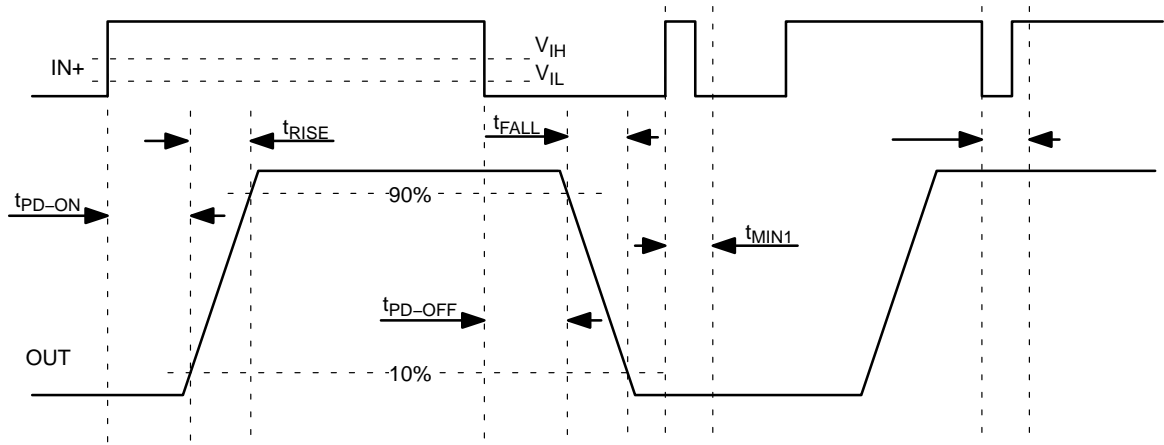 V_IH
IN+
V_IL
t_RISE
t_FALL
t_PD–ON
90%
t_MIN1
t_PD–OFF
OUT
10%